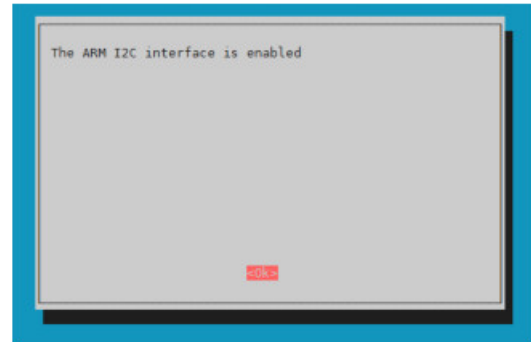 The ARM I2C interface is enabled
<Ok>